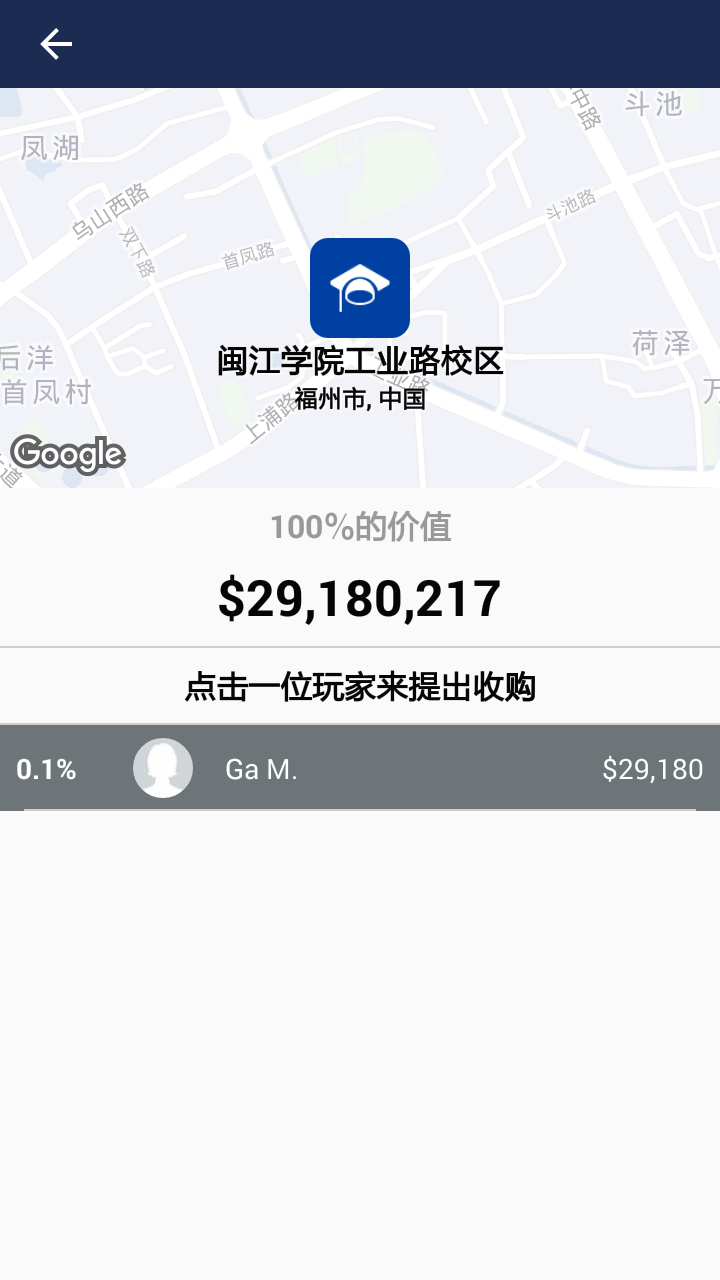 中路
斗池
凤湖
乌山西路
双下路
斗池路
首凤路
后洋
荷泽
闽江学院工业路校区
工业路
首凤村
福州市, 中国
万
上浦路
Google
道
100%的价值
$29,180,217
点击一位玩家来提出收购
0.1% Ga M. $29,180